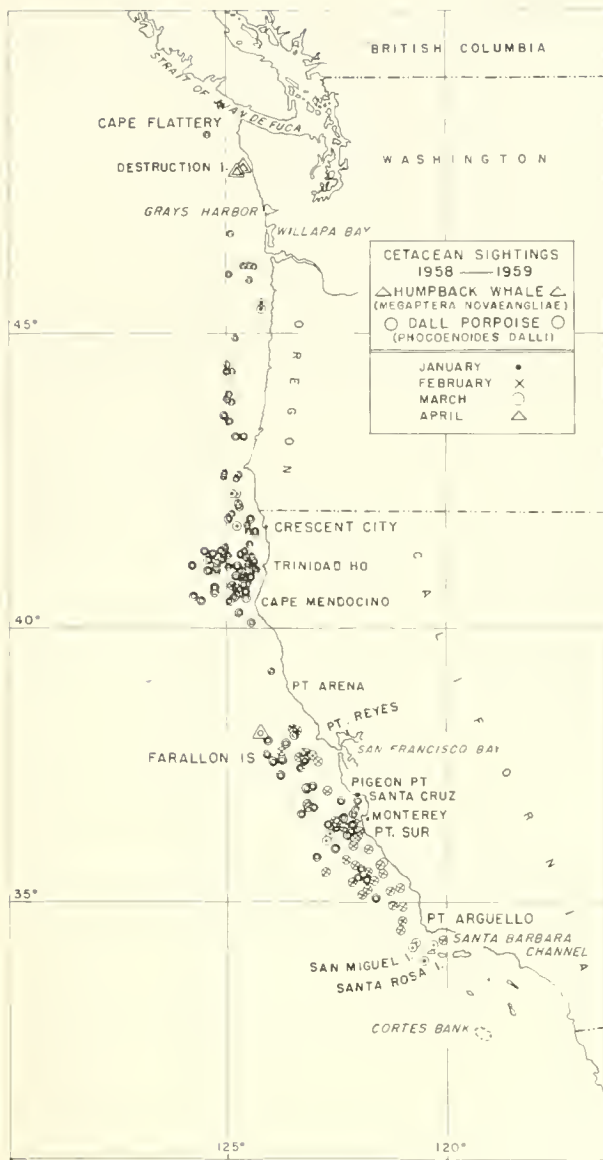 BRITISH COLUMBIA
STRAIT OF JUAN DE FUCA
CAPE FLATTERY
DESTRUCTION I.
WASHINGTON
GRAYS HARBOR
WILLAPA BAY
CETACEAN SIGHTINGS
1958 — 1959
△ HUMPBACK WHALE △
(MEGAPTERA NOVAEANGLIAE)
○ DALL PORPOISE ○
(PHOCOENOIDES DALLI)
JANUARY •
FEBRUARY ×
MARCH ○
APRIL △
45°
OREGON
CRESCENT CITY
TRINIDAD HD
CAPE MENDOCINO
40°
CALIFORNIA
PT ARENA
PT. REYES
FARALLON IS
SAN FRANCISCO BAY
PIGEON PT
SANTA CRUZ
MONTEREY
PT. SUR
35°
PT ARGUELLO
SANTA BARBARA
CHANNEL
SAN MIGUEL I.
SANTA ROSA I.
CORTES BANK
125°
120°